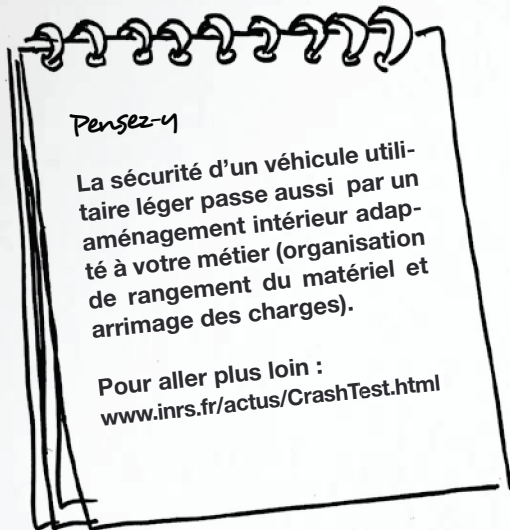 Pensez-y
La sécurité d'un véhicule utili-
taire léger passe aussi par un
aménagement intérieur adap-
té à votre métier (organisation
de rangement du matériel et
arrimage des charges).
Pour aller plus loin :
www.inrs.fr/actus/CrashTest.html